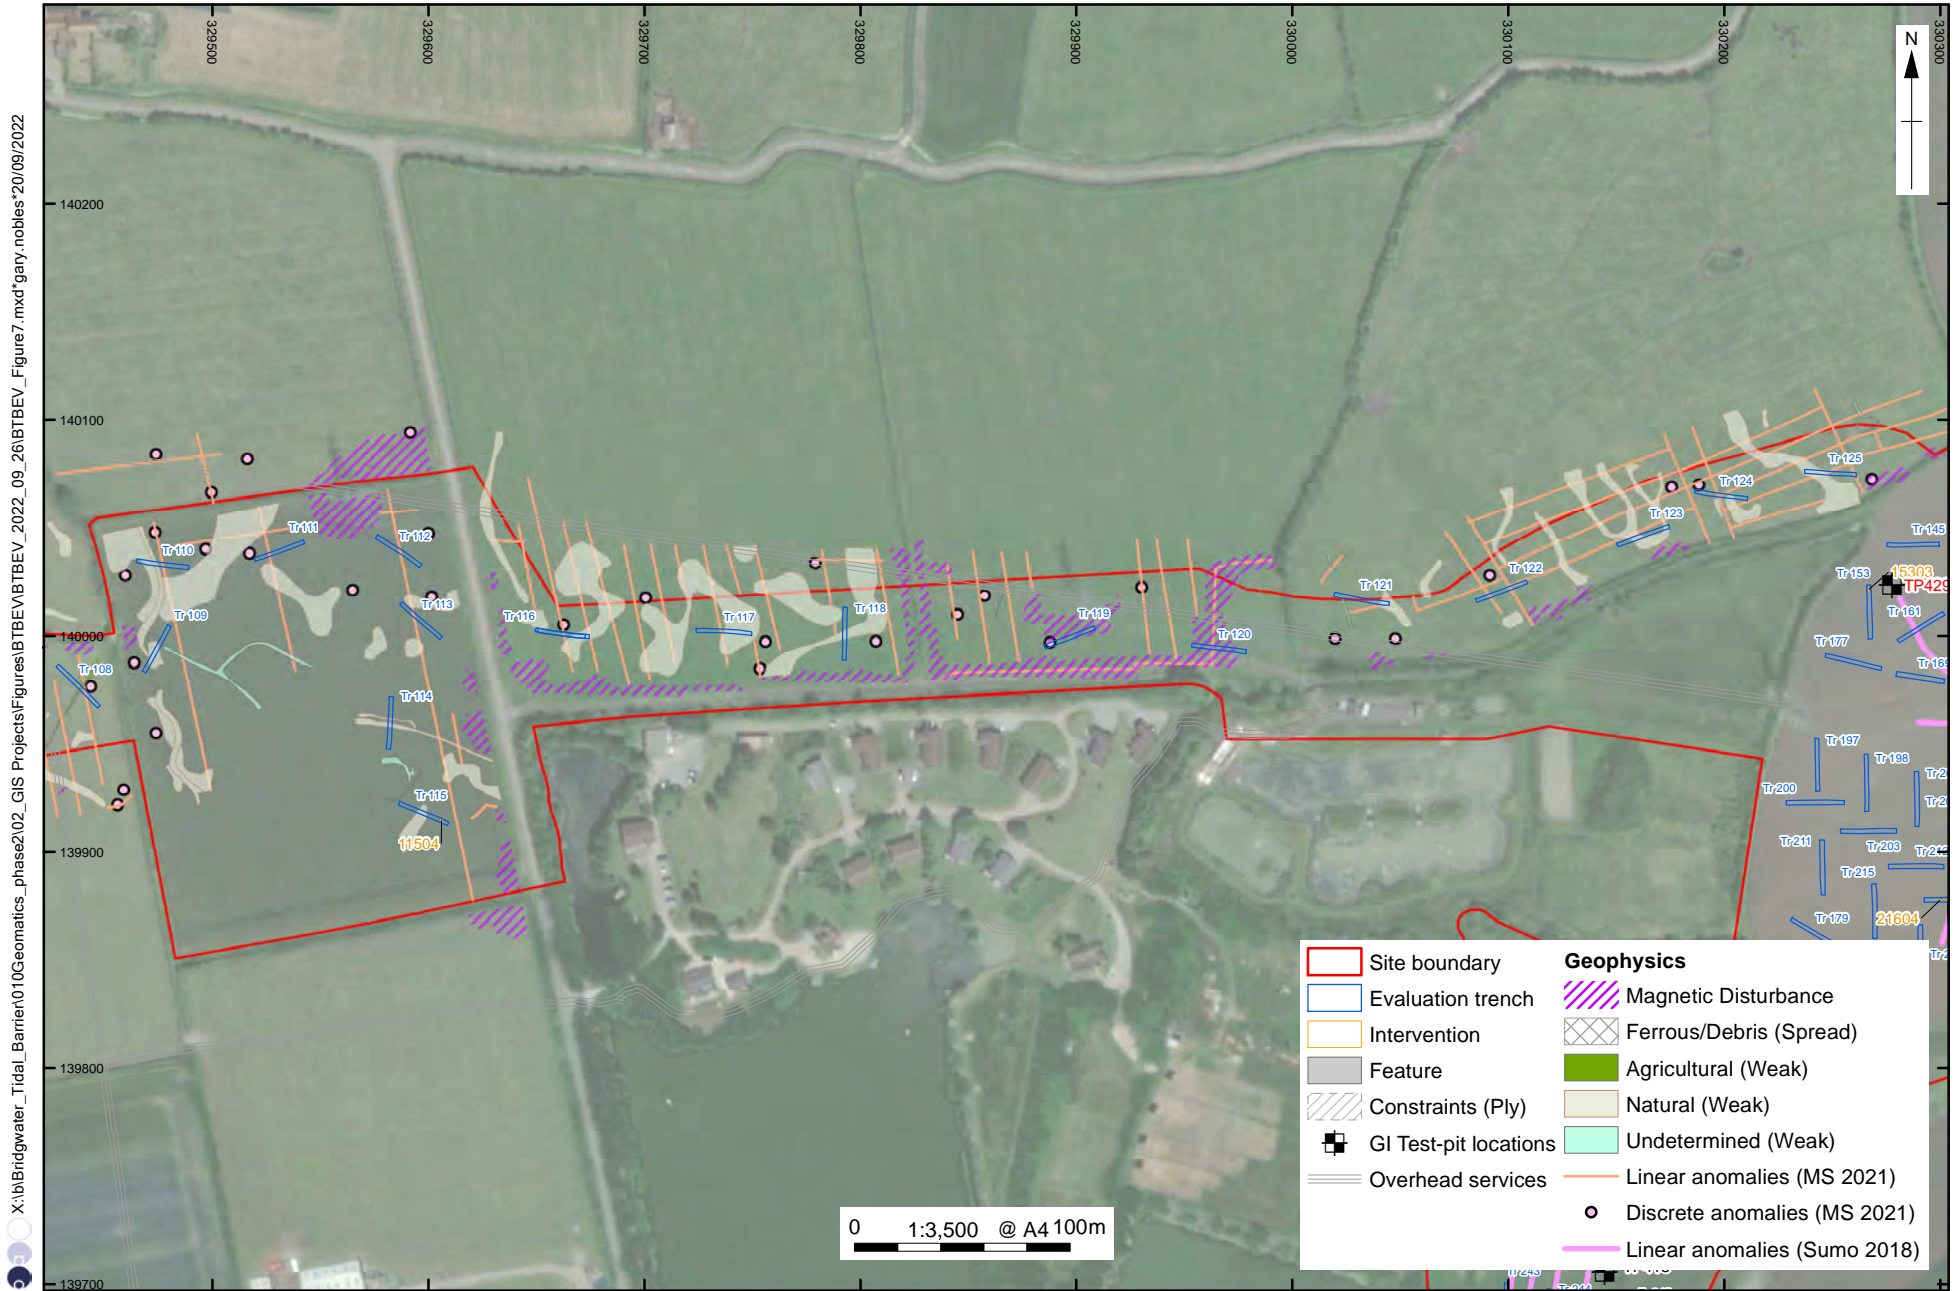 X:\b\Bridgwater_Tidal_Barrier\010Geomatics_phase2\02_GIS Projects\Figures\BTBEV\BTBEV_2022_09_26\BTBEV_Figure7.mxd*gary.nobles*20/09/2022
329500
329600
329700
329800
329900
330000
330100
330200
330300
N
140200
140100
140000
139900
139800
139700
Tr 108
Tr 109
Tr 110
Tr 111
Tr 112
Tr 113
Tr 114
Tr 115
11504
Tr 116
Tr 117
Tr 118
Tr 119
Tr 120
Tr 121
Tr 122
Tr 123
Tr 124
Tr 125
Tr 145
Tr 153
15303
TP429
Tr 161
Tr 177
Tr 169
Tr 197
Tr 198
Tr 200
Tr 211
Tr 203
Tr 215
Tr 179
21604
Tr 243
Tr 244
Site boundary
Evaluation trench
Intervention
Feature
Constraints (Ply)
GI Test-pit locations
Overhead services
Geophysics
Magnetic Disturbance
Ferrous/Debris (Spread)
Agricultural (Weak)
Natural (Weak)
Undetermined (Weak)
Linear anomalies (MS 2021)
Discrete anomalies (MS 2021)
Linear anomalies (Sumo 2018)
0 1:3,500 @ A4 100m